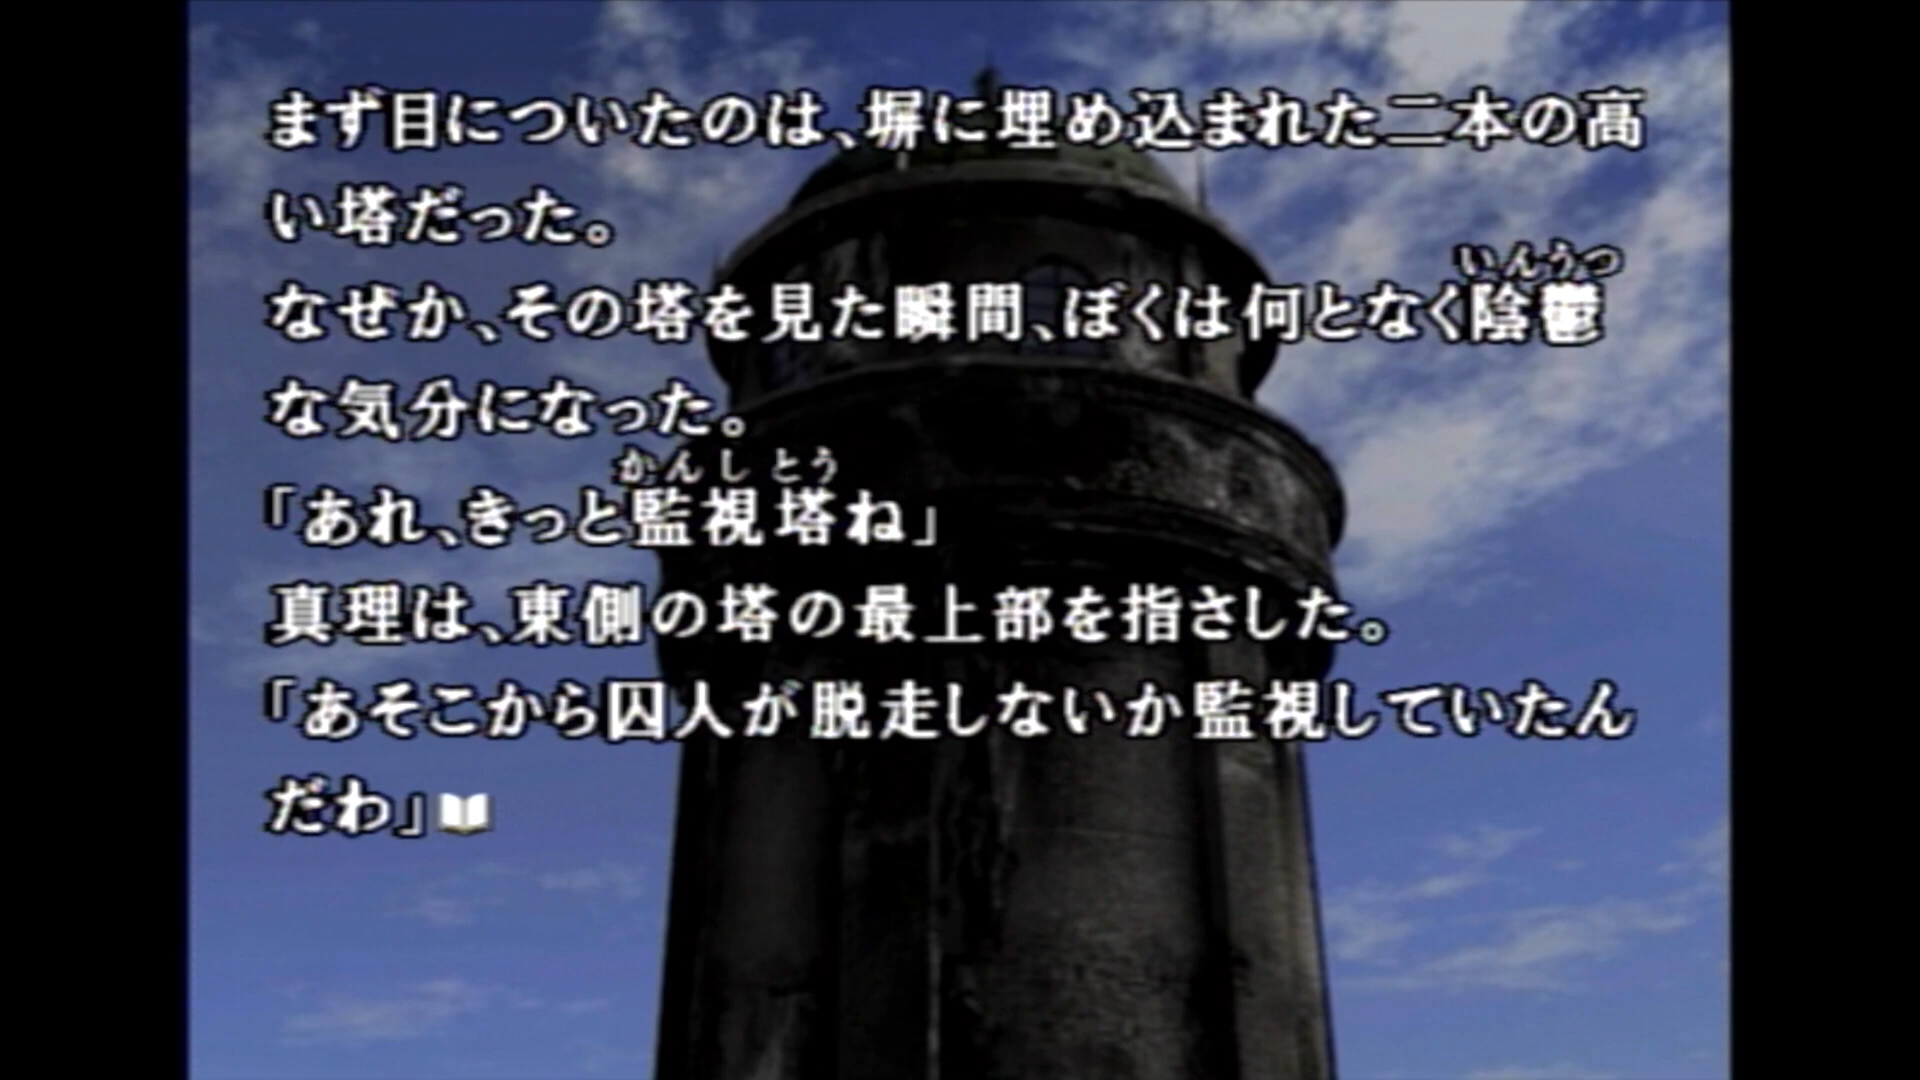 まず目についたのは、塀に埋め込まれた二本の高
い塔だった。
いんうつ
なぜか、その塔を見た瞬間、ぼくは何となく陰鬱
な気分になった。
かんしとう
「あれ、きっと監視塔ね」
真理は、東側の塔の最上部を指さした。
「あそこから囚人が脱走しないか監視していたん
だわ」